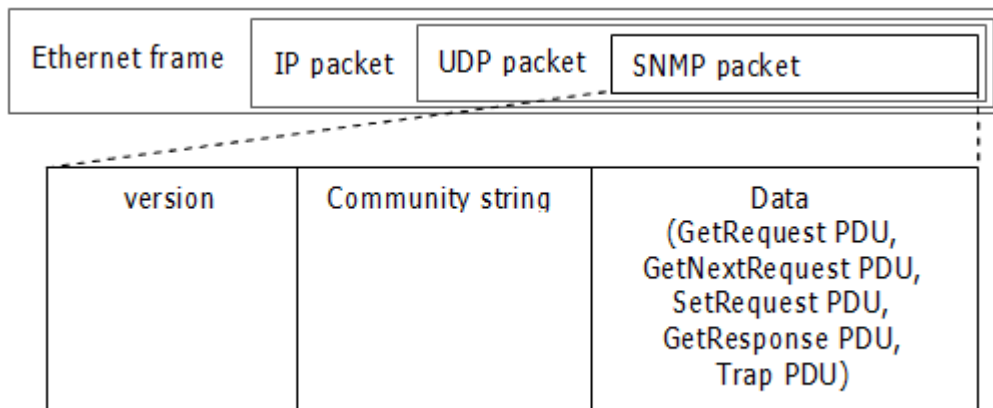 Ethernet frame
IP packet
UDP packet
SNMP packet
version
Community string
Data
(GetRequest PDU,
GetNextRequest PDU,
SetRequest PDU,
GetResponse PDU,
Trap PDU)